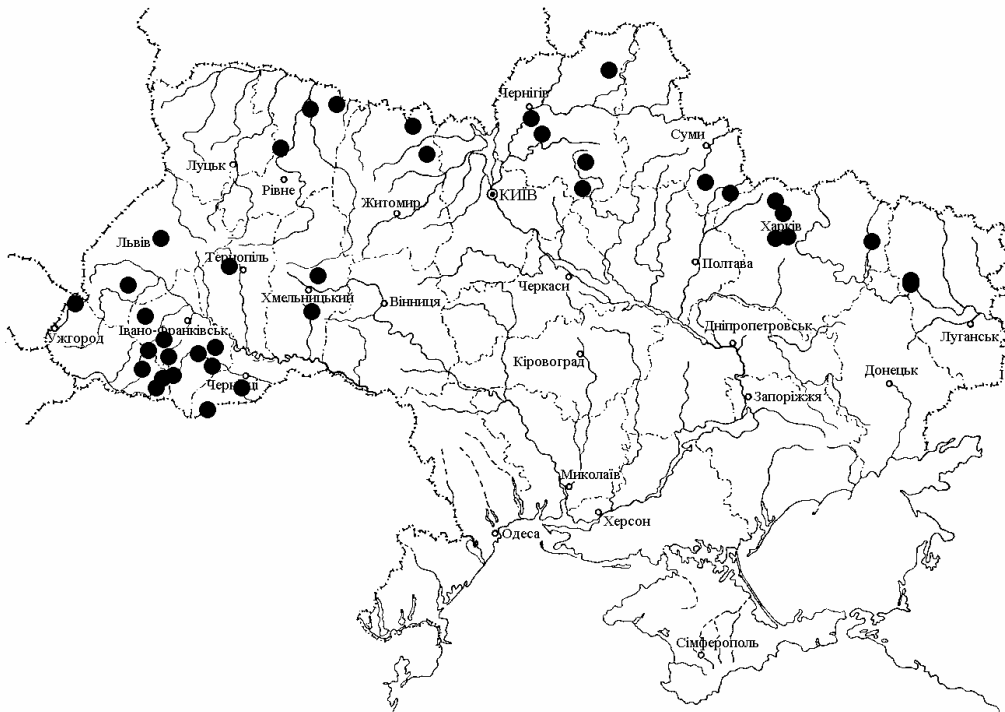 Чернігів
Суми
Луцьк
Рівне
КИЇВ
Житомир
Львів
Харків
Тернопіль
Полтава
Хмельницький
Вінниця
Черкаси
Ужгород
Івано-Франківськ
Дніпропетровськ
Луганськ
Кіровоград
Донецьк
Чернівці
Запоріжжя
Миколаїв
Херсон
Одеса
Сімферополь